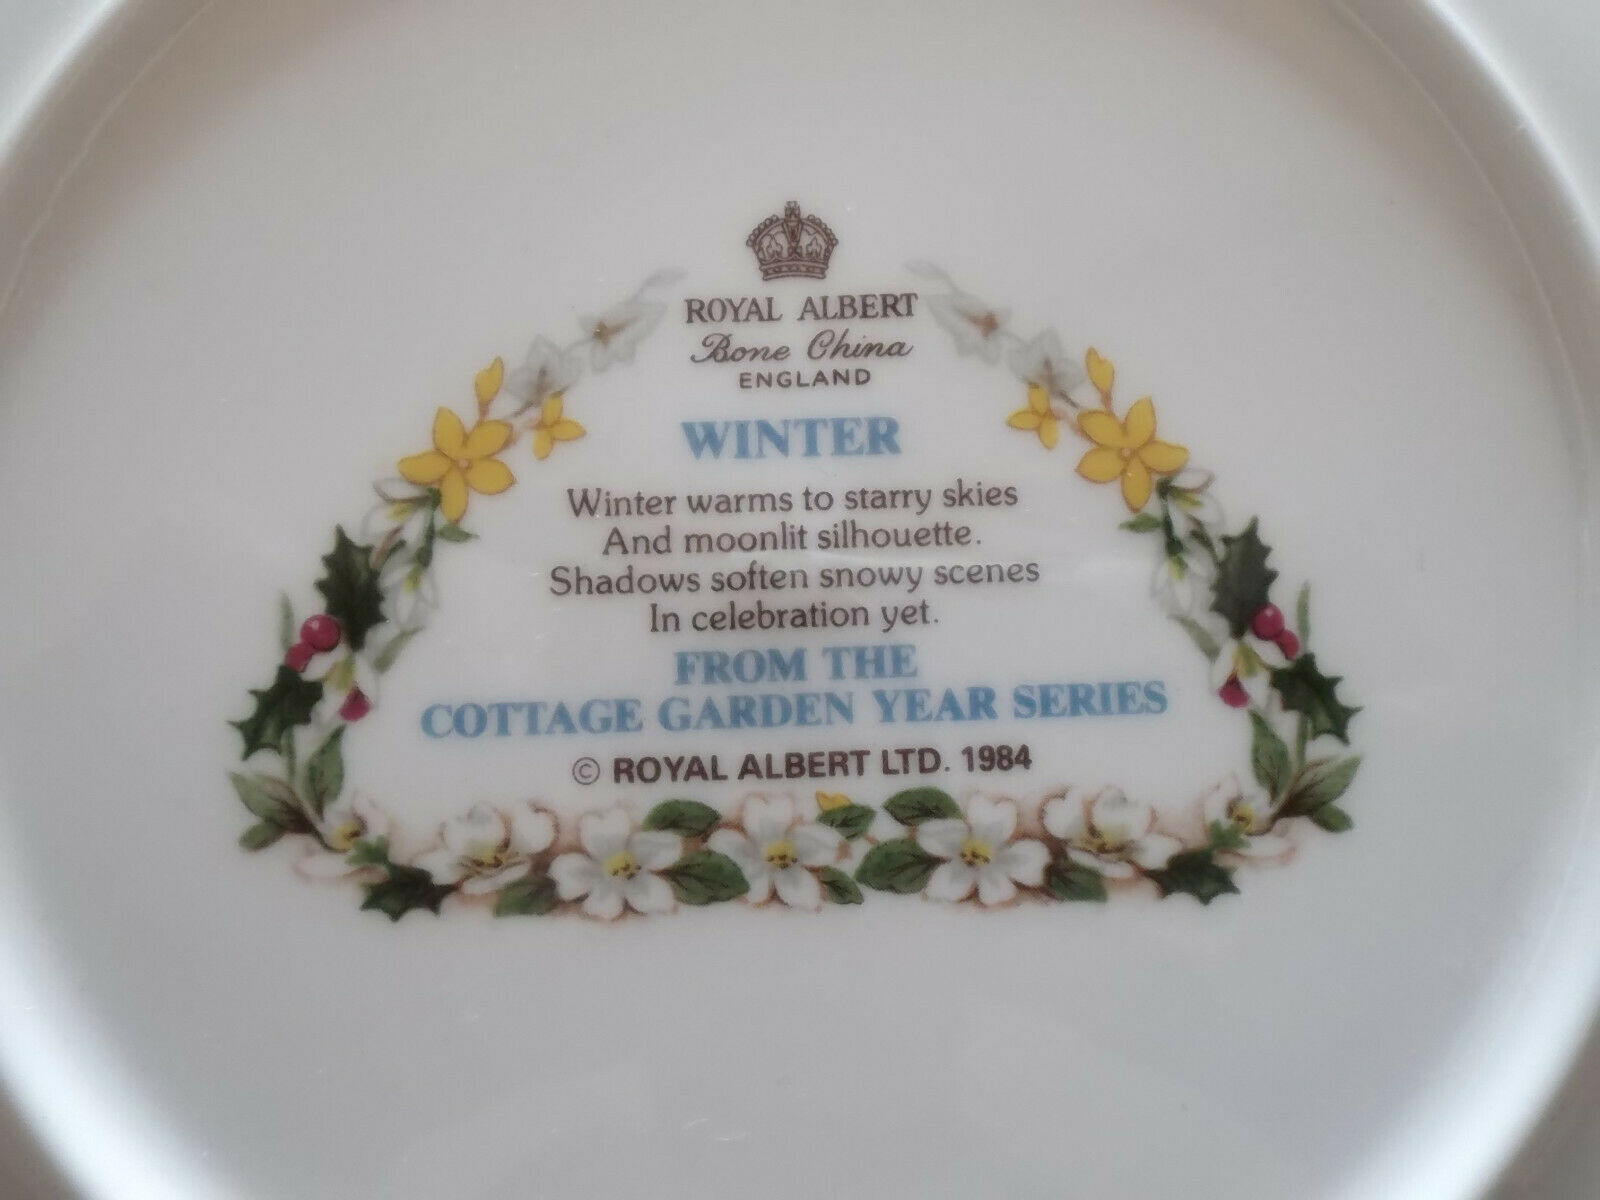 ROYAL ALBERT
Bone China
ENGLAND
WINTER
Winter warms to starry skies
And moonlit silhouette.
Shadows soften snowy scenes
In celebration yet.
FROM THE
COTTAGE GARDEN YEAR SERIES
© ROYAL ALBERT LTD. 1984